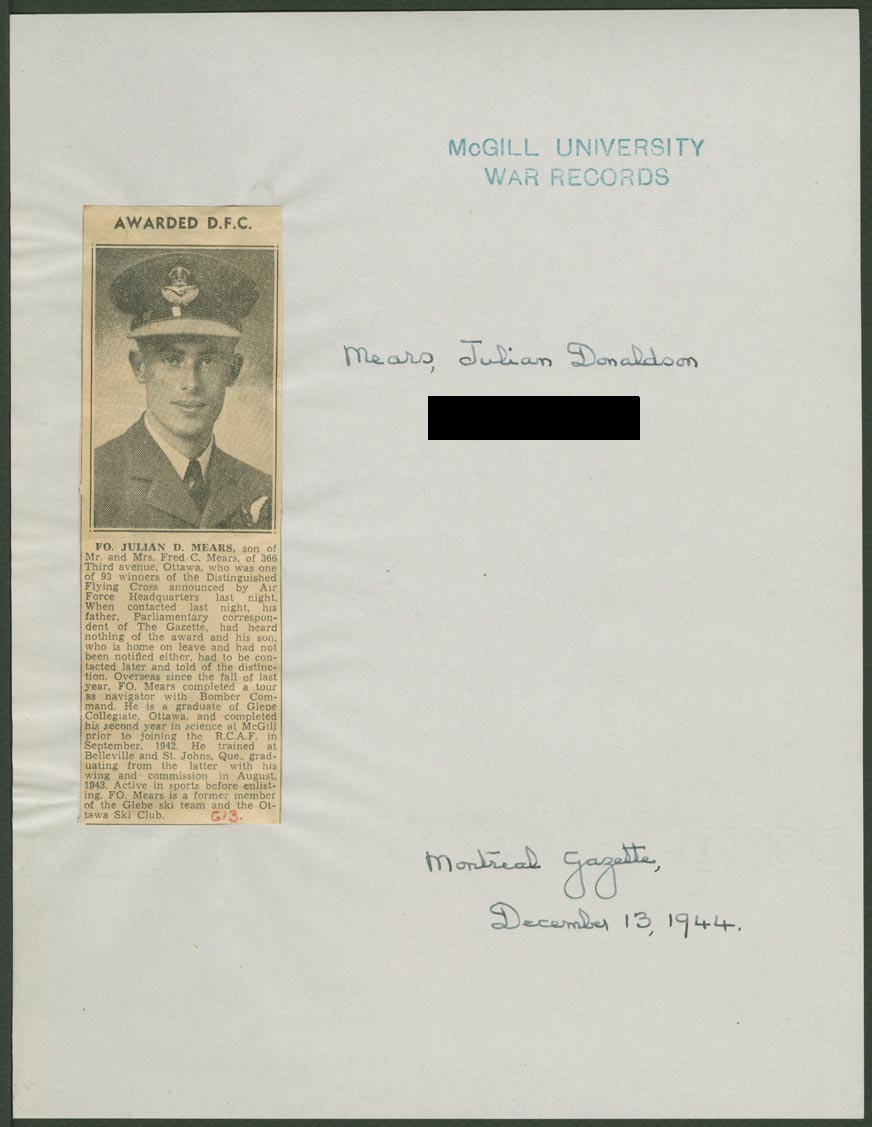 McGILL UNIVERSITY
WAR RECORDS
AWARDED D.F.C.
Mears, Julian Donaldson
FO. JULIAN D. MEARS, son of
Mr. and Mrs. Fred C. Mears, of 366
Third avenue, Ottawa, who was one
of 93 winners of the Distinguished
Flying Cross announced by Air
Force Headquarters last night.
When contacted last night, his
father, Parliamentary correspon-
dent of The Gazette, had heard
nothing of the award and his son,
who is home on leave and had not
been notified either, had to be con-
tacted later and told of the distinc-
tion. Overseas since the fall of last
year, FO. Mears completed a tour
as navigator with Bomber Com-
mand. He is a graduate of Glebe
Collegiate, Ottawa, and completed
his second year in science at McGill
prior to joining the R.C.A.F. in
September, 1942. He trained at
Belleville and St. Johns, Que., grad-
uating from the latter with his
wing and commission in August,
1943. Active in sports before enlist-
ing, FO. Mears is a former member
of the Glebe ski team and the Ot-
tawa Ski Club.
G13.
Montreal Gazette,
December 13, 1944.